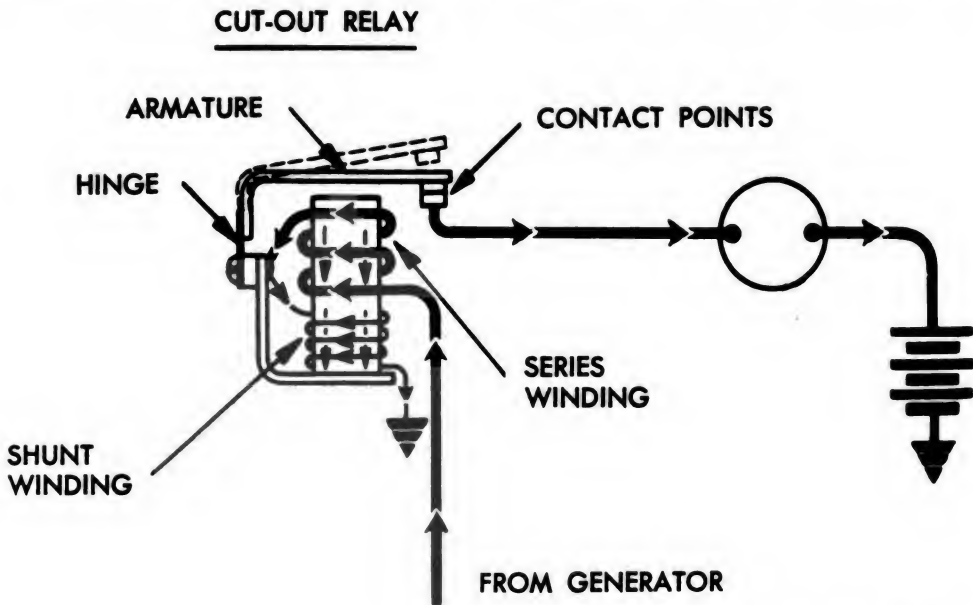 CUT-OUT RELAY
ARMATURE
CONTACT POINTS
HINGE
SERIES
WINDING
SHUNT
WINDING
FROM GENERATOR